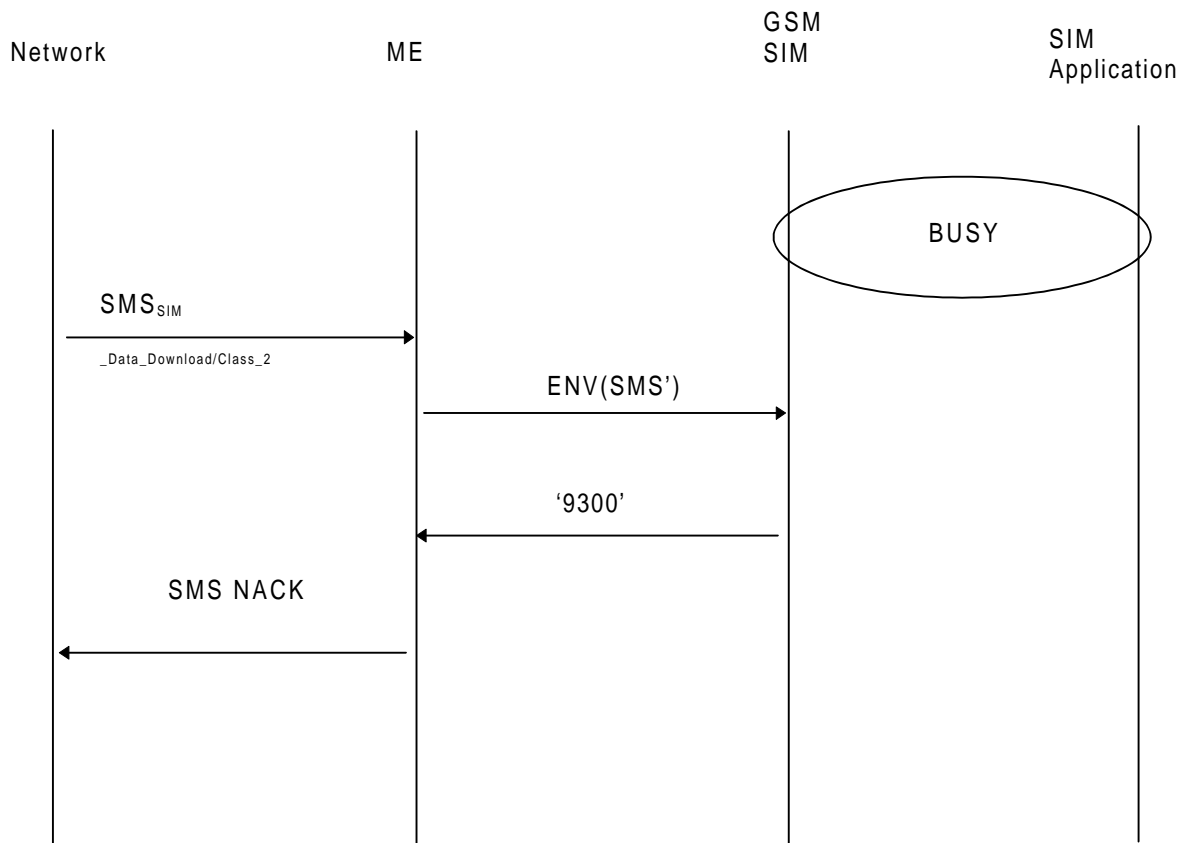 Network
ME
GSM
SIM
SIM
Application
BUSY
SMSSIM
_Data_Download/Class_2
ENV(SMS’)
‘9300’
SMS NACK